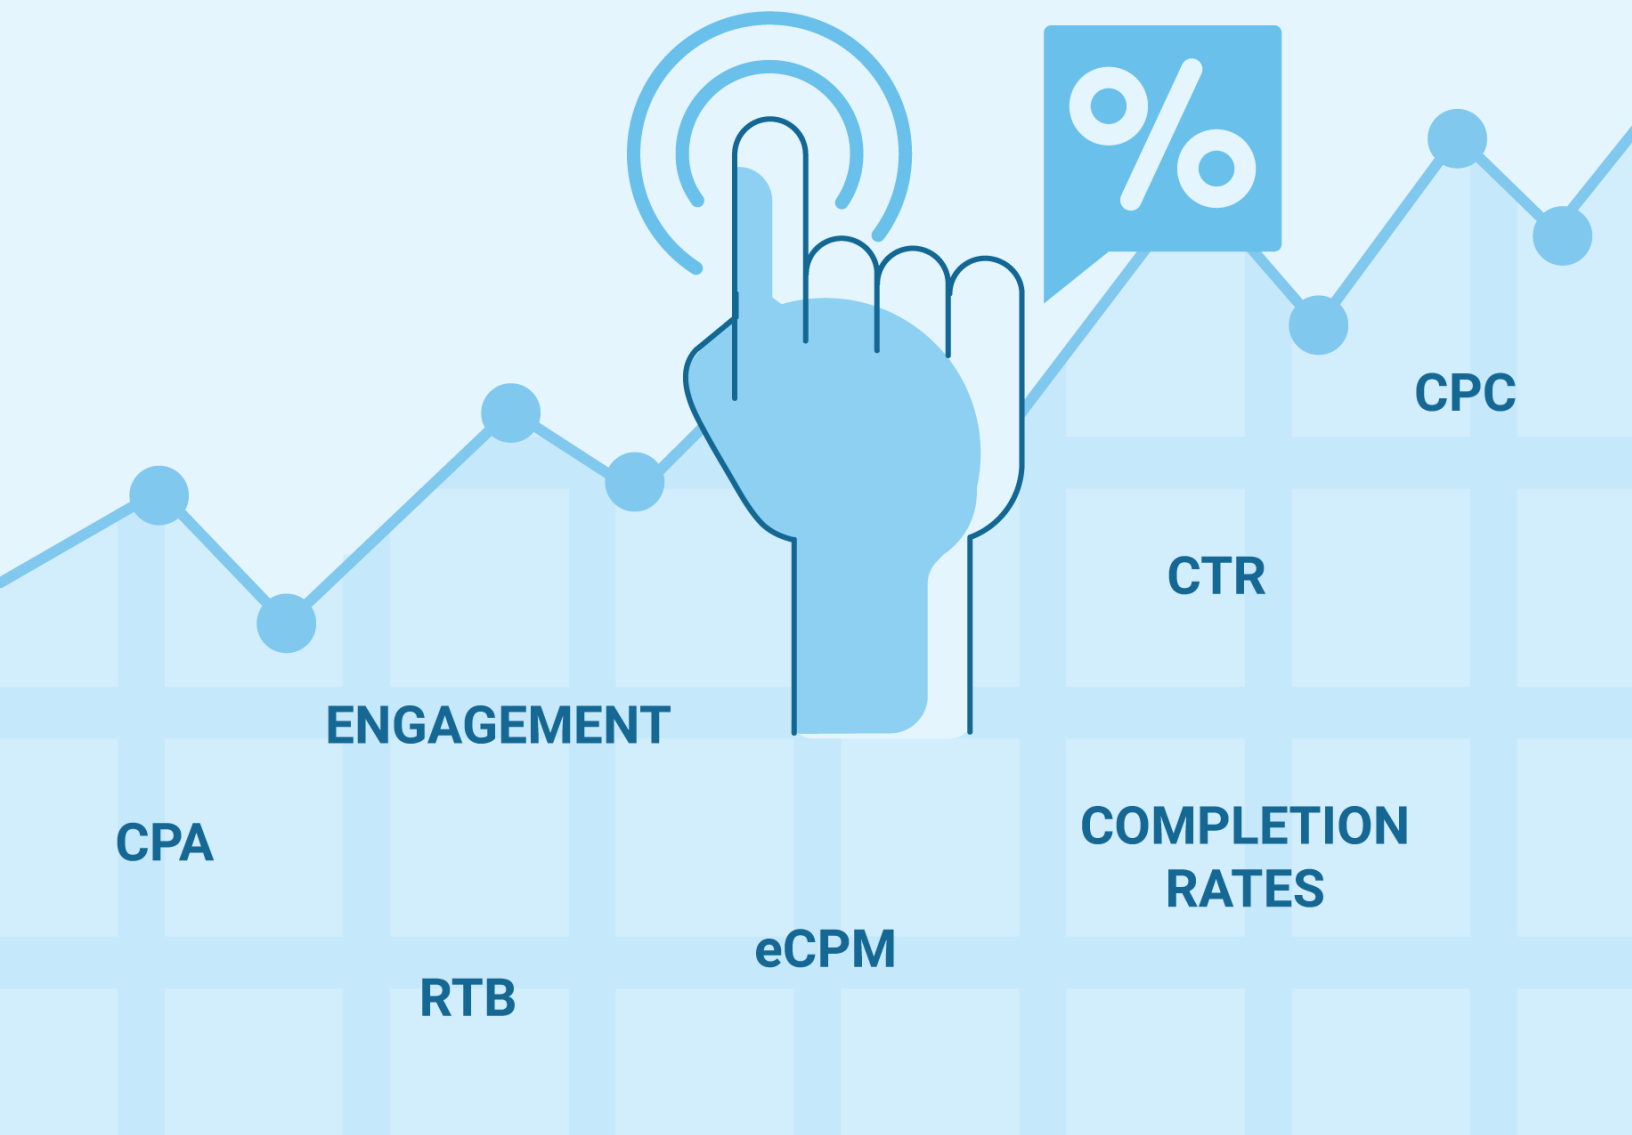 %
CPC
CTR
ENGAGEMENT
CPA
COMPLETION
RATES
eCPM
RTB